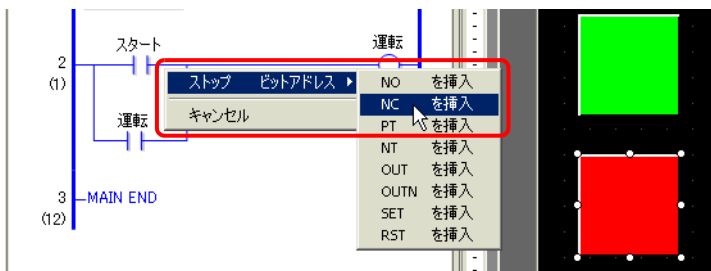 スタート
運転
2
(1)
ストップ ビットアドレス
キャンセル
運転
NO を挿入
NC を挿入
PT を挿入
NT を挿入
OUT を挿入
OUTN を挿入
SET を挿入
RST を挿入
3 MAIN END
(12)